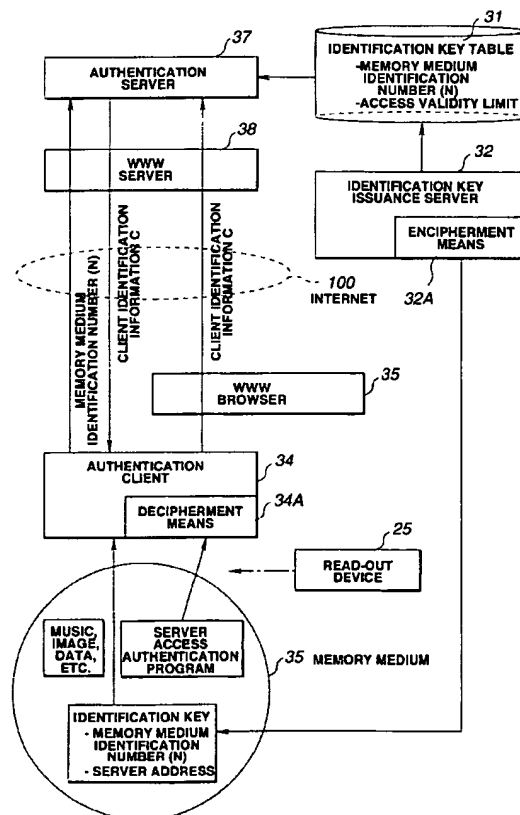 37
AUTHENTICATION
SERVER
31
IDENTIFICATION KEY TABLE
-MEMORY MEDIUM
IDENTIFICATION
NUMBER (N)
-ACCESS VALIDITY LIMIT
38
WWW
SERVER
32
IDENTIFICATION KEY
ISSUANCE SERVER
ENCIPHERMENT
MEANS
32A
MEMORY MEDIUM
IDENTIFICATION NUMBER (N)
CLIENT IDENTIFICATION
INFORMATION C
CLIENT IDENTIFICATION
INFORMATION C
100
INTERNET
WWW
BROWSER
35
AUTHENTICATION
CLIENT
34
DECIPHERMENT
MEANS
34A
25
READ-OUT
DEVICE
MUSIC,
IMAGE,
DATA,
ETC.
SERVER
ACCESS
AUTHENTICATION
PROGRAM
35 MEMORY MEDIUM
IDENTIFICATION KEY
- MEMORY MEDIUM
IDENTIFICATION
NUMBER (N)
- SERVER ADDRESS